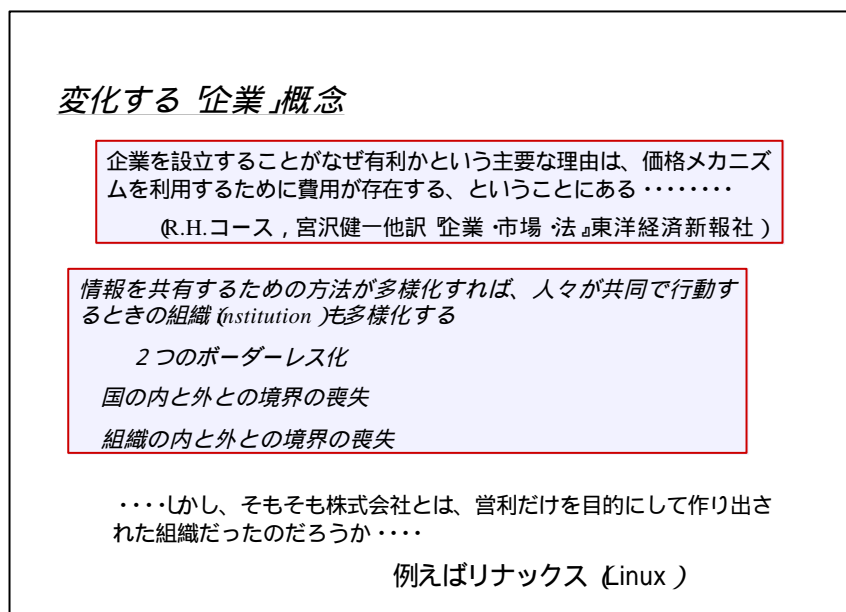 変化する「企業」概念
企業を設立することがなぜ有利かという主要な理由は、価格メカニズ
ムを利用するために費用が存在する、ということにある・・・・・・・・
(R.H.コース , 宮沢健一他訳『企業・市場・法』東洋経済新報社)
情報を共有するための方法が多様化すれば、人々が共同で行動す
るときの組織(institution)も多様化する
2つのボーダーレス化
国の内と外との境界の喪失
組織の内と外との境界の喪失
・・・・しかし、そもそも株式会社とは、営利だけを目的にして作り出さ
れた組織だったのだろうか・・・・
例えばリナックス(Linux)